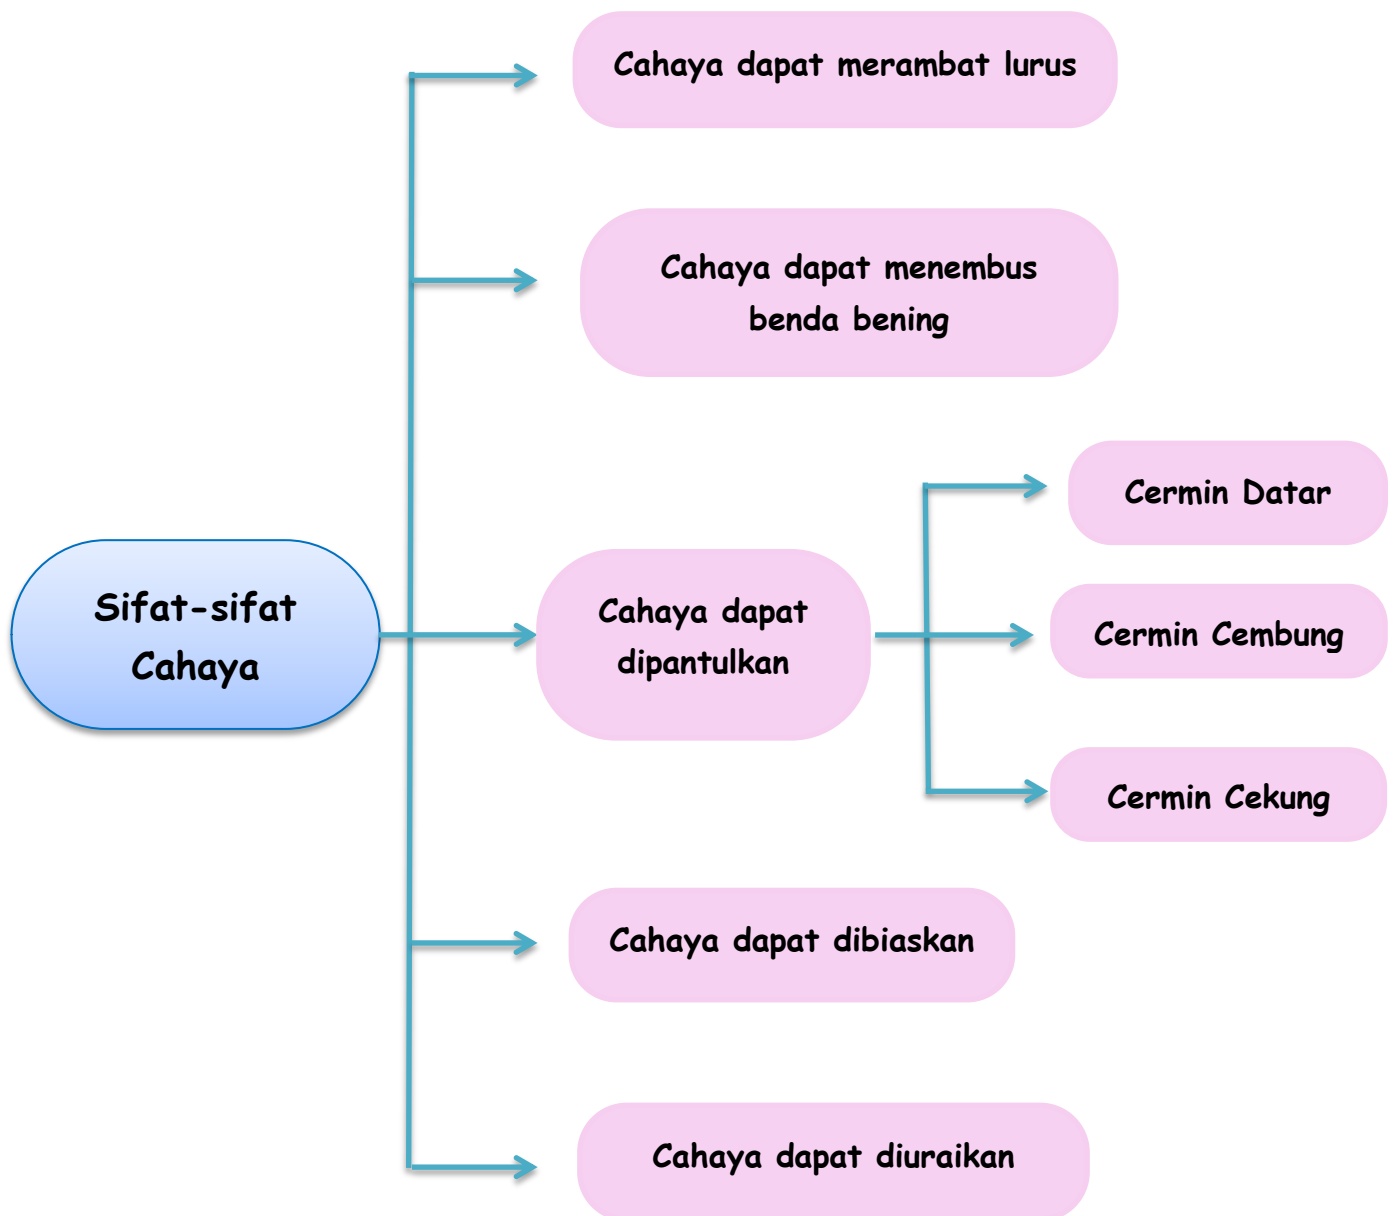 Cahaya dapat merambat lurus
Cahaya dapat menembus
benda bening
Sifat-sifat
Cahaya
Cahaya dapat
dipantulkan
Cermin Datar
Cermin Cembung
Cermin Cekung
Cahaya dapat dibiaskan
Cahaya dapat diuraikan